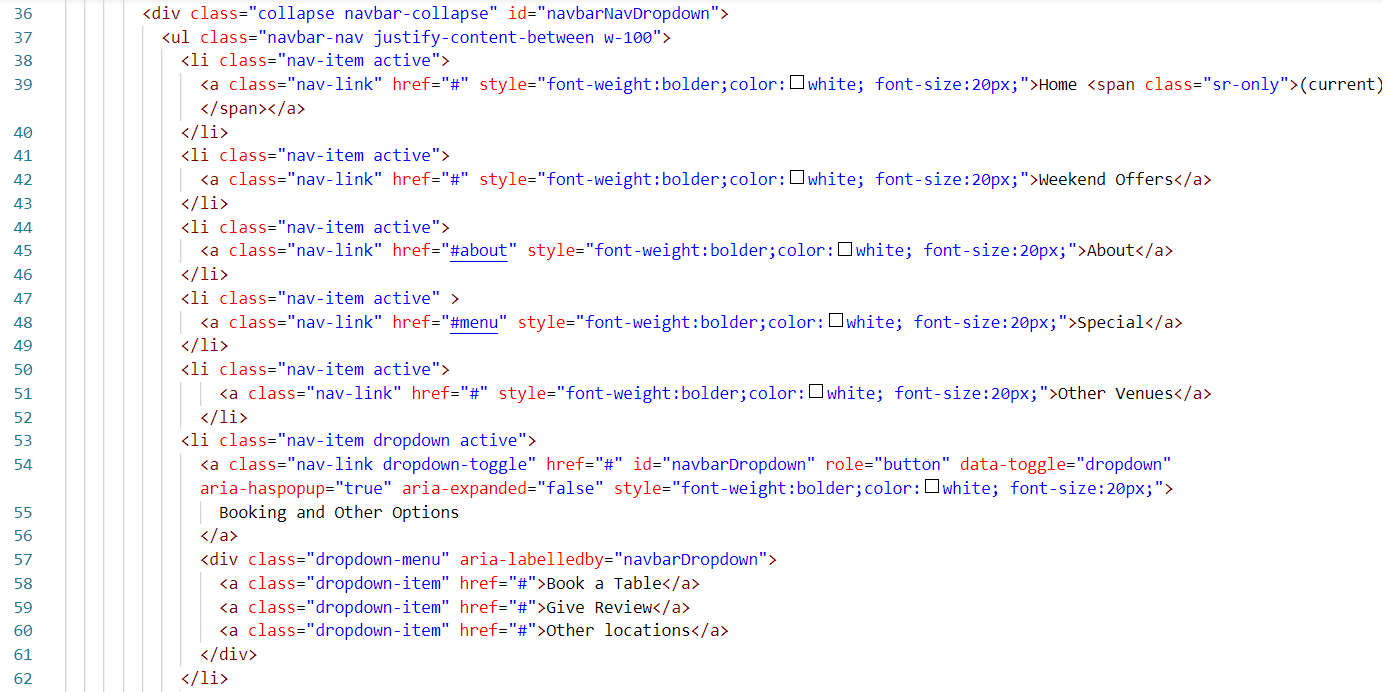 36 <div class="collapse navbar-collapse" id="navbarNavDropdown">
37 <ul class="navbar-nav justify-content-between w-100">
38 <li class="nav-item active">
39 <a class="nav-link" href="#" style="font-weight:bolder;color:white; font-size:20px;">Home <span class="sr-only">(current)
</span></a>
40 </li>
41 <li class="nav-item active">
42 <a class="nav-link" href="#" style="font-weight:bolder;color:white; font-size:20px;">Weekend Offers</a>
43 </li>
44 <li class="nav-item active">
45 <a class="nav-link" href="#about" style="font-weight:bolder;color:white; font-size:20px;">About</a>
46 </li>
47 <li class="nav-item active" >
48 <a class="nav-link" href="#menu" style="font-weight:bolder;color:white; font-size:20px;">Special</a>
49 </li>
50 <li class="nav-item active">
51 <a class="nav-link" href="#" style="font-weight:bolder;color:white; font-size:20px;">Other Venues</a>
52 </li>
53 <li class="nav-item dropdown active">
54 <a class="nav-link dropdown-toggle" href="#" id="navbarDropdown" role="button" data-toggle="dropdown"
aria-haspopup="true" aria-expanded="false" style="font-weight:bolder;color:white; font-size:20px;">
55 Booking and Other Options
56 </a>
57 <div class="dropdown-menu" aria-labelledby="navbarDropdown">
58 <a class="dropdown-item" href="#">Book a Table</a>
59 <a class="dropdown-item" href="#">Give Review</a>
60 <a class="dropdown-item" href="#">Other locations</a>
61 </div>
62 </li>